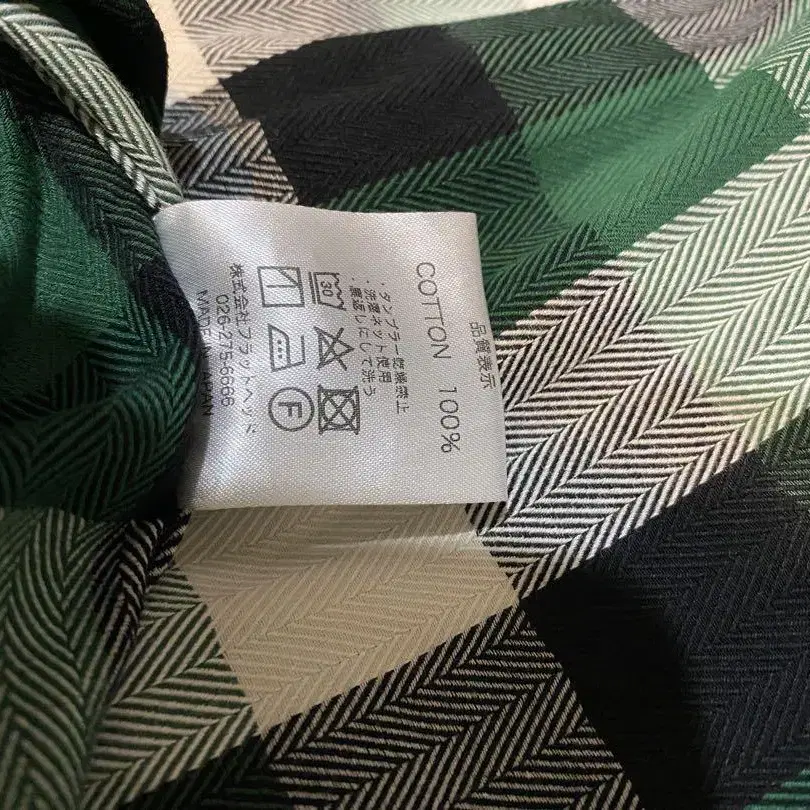 品質表示
COTTON 100%
・タンブラー乾燥禁止
・洗濯ネット使用
・裏返しにして洗う
30
F
株式会社フラットヘッド
026-275-6666
MADE IN JAPAN